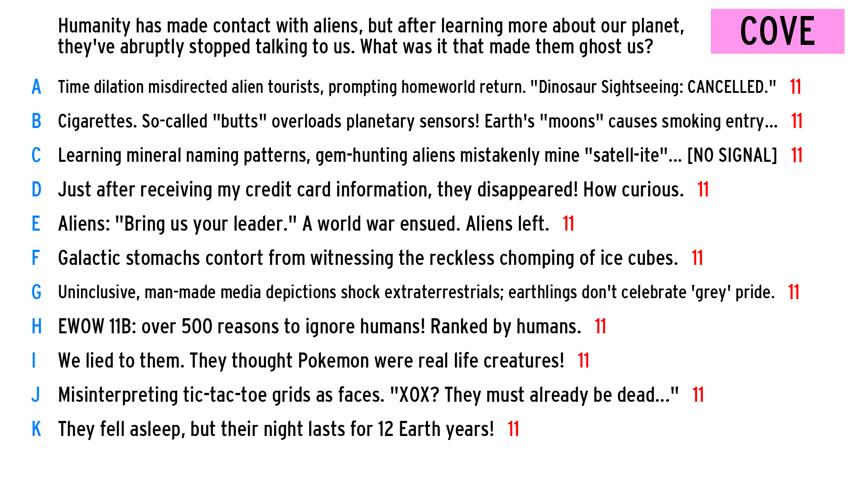 Humanity has made contact with aliens, but after learning more about our planet,
they've abruptly stopped talking to us. What was it that made them ghost us?
COVE
A Time dilation misdirected alien tourists, prompting homeworld return. "Dinosaur Sightseeing: CANCELLED." 11
B Cigarettes. So-called "butts" overloads planetary sensors! Earth's "moons" causes smoking entry... 11
C Learning mineral naming patterns, gem-hunting aliens mistakenly mine "satell-ite"... [NO SIGNAL] 11
D Just after receiving my credit card information, they disappeared! How curious. 11
E Aliens: "Bring us your leader." A world war ensued. Aliens left. 11
F Galactic stomachs contort from witnessing the reckless chomping of ice cubes. 11
G Uninclusive, man-made media depictions shock extraterrestrials; earthlings don't celebrate 'grey' pride. 11
H EWOW 11B: over 500 reasons to ignore humans! Ranked by humans. 11
I We lied to them. They thought Pokemon were real life creatures! 11
J Misinterpreting tic-tac-toe grids as faces. "XOX? They must already be dead..." 11
K They fell asleep, but their night lasts for 12 Earth years! 11